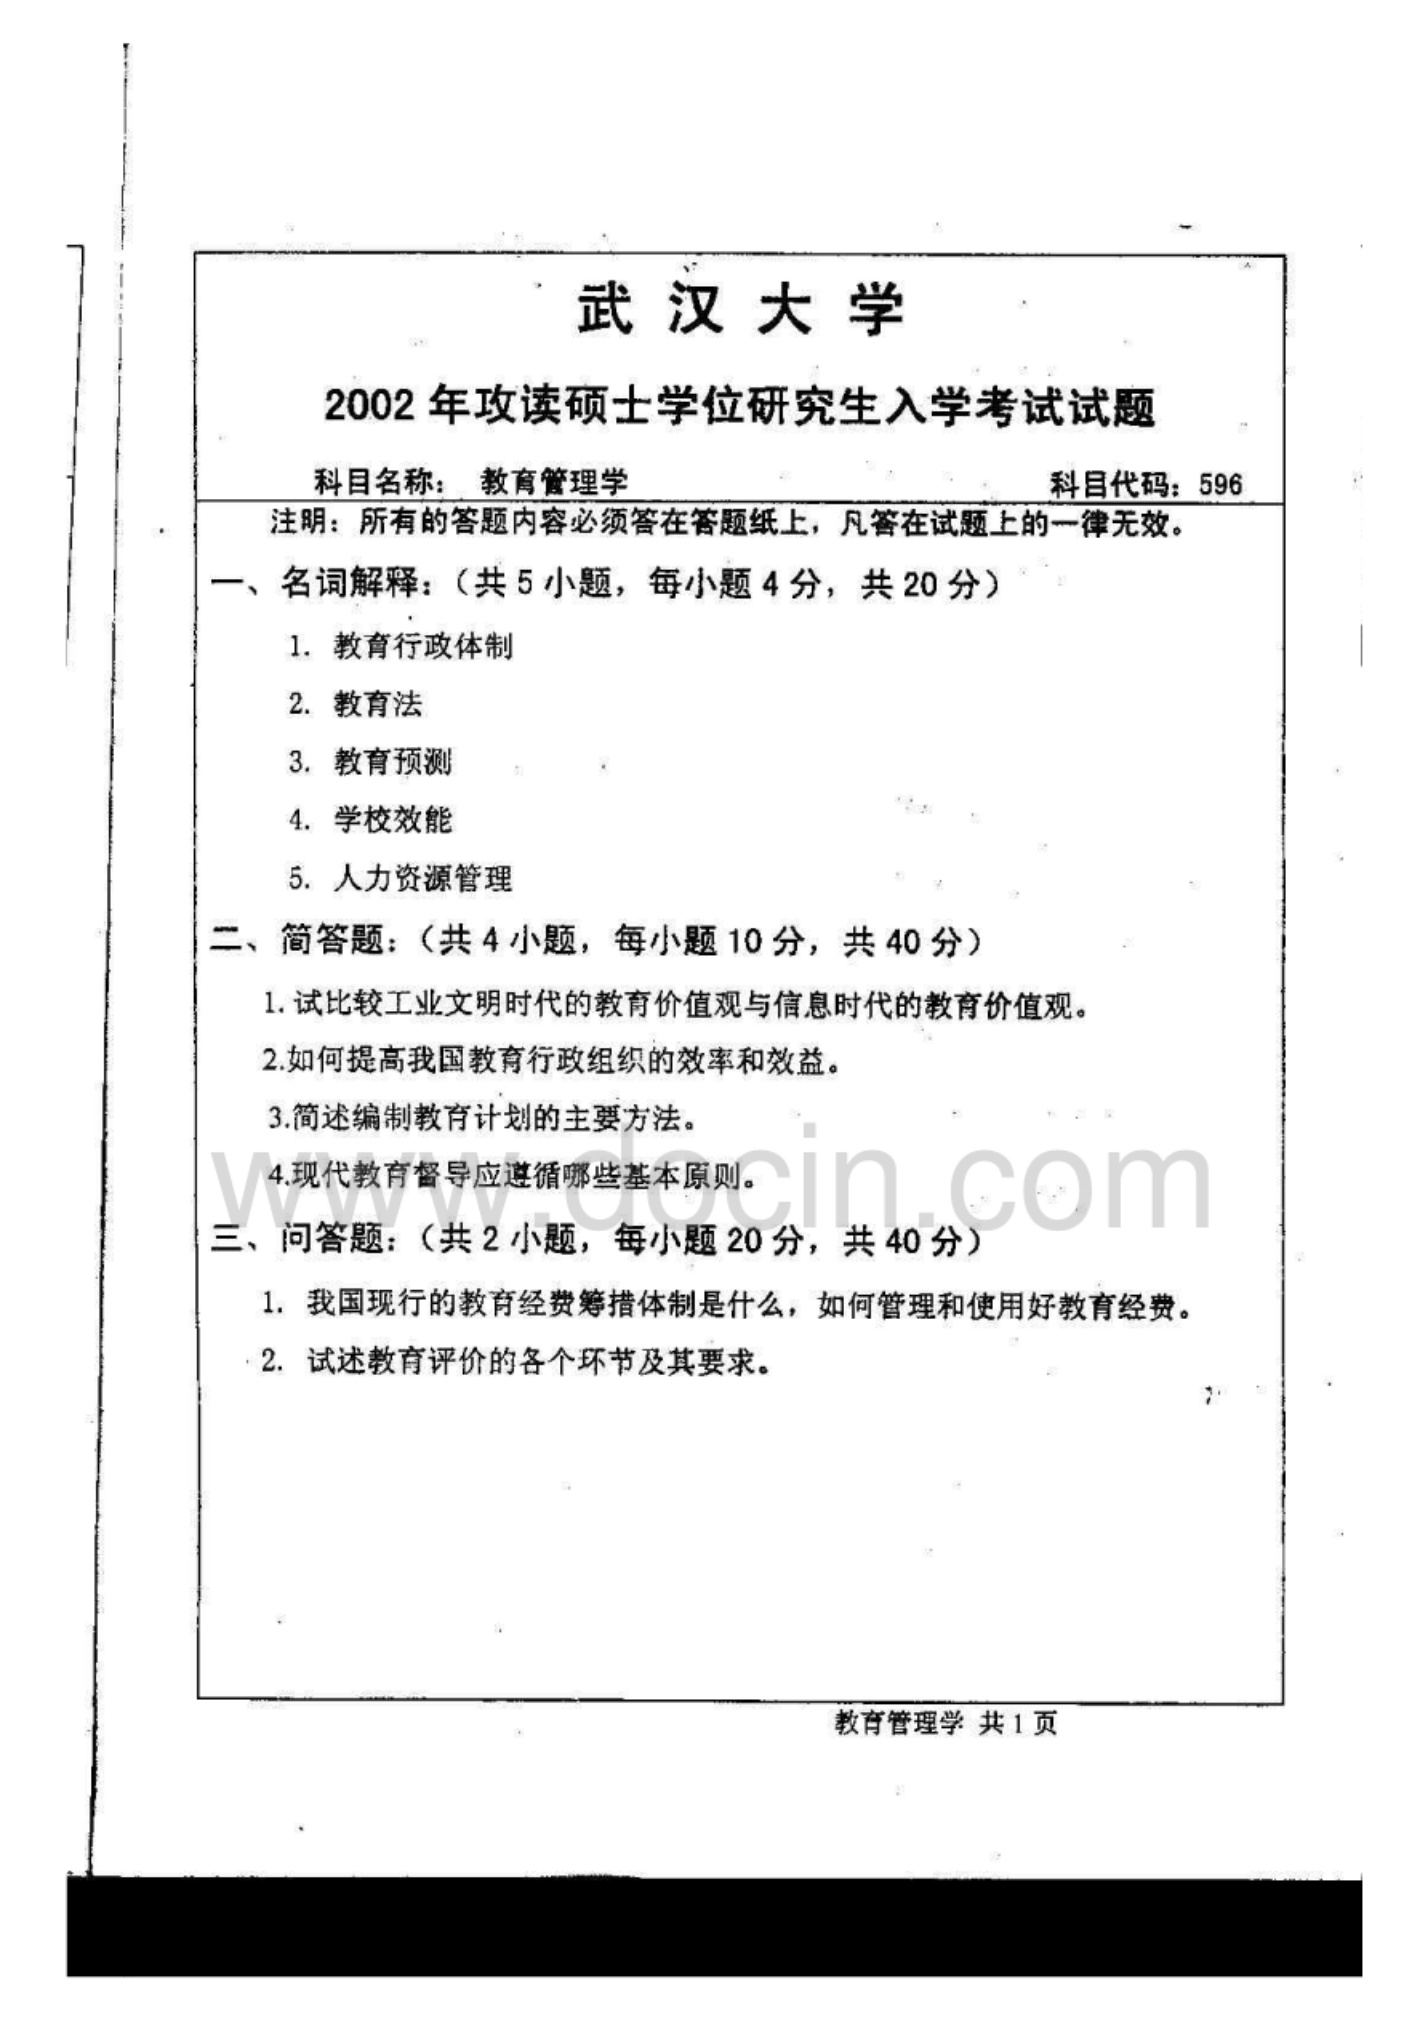 武汉大学
2002 年攻读硕士学位研究生入学考试试题
科目名称： 教育管理学 科目代码：596
注明：所有的答题内容必须答在答题纸上，凡答在试题上的一律无效。
一、名词解释：（共 5 小题，每小题 4 分，共 20 分）
1. 教育行政体制
2. 教育法
3. 教育预测
4. 学校效能
5. 人力资源管理
二、简答题：（共 4 小题，每小题 10 分，共 40 分）
1. 试比较工业文明时代的教育价值观与信息时代的教育价值观。
2.如何提高我国教育行政组织的效率和效益。
3.简述编制教育计划的主要方法。
4.现代教育督导应遵循哪些基本原则。
www.docin.com
三、问答题：（共 2 小题，每小题 20 分，共 40 分）
1. 我国现行的教育经费筹措体制是什么，如何管理和使用好教育经费。
2. 试述教育评价的各个环节及其要求。
教育管理学 共 1 页